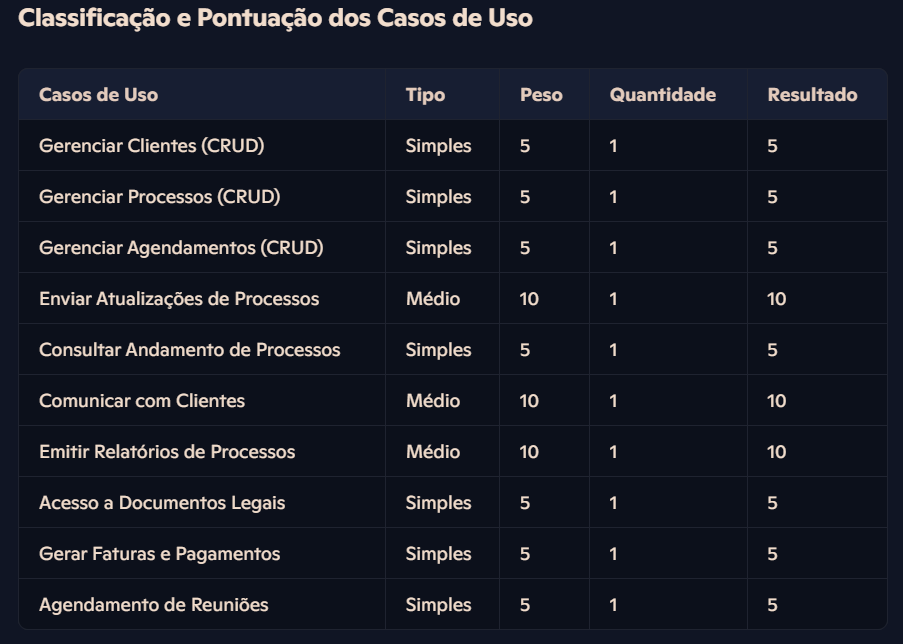 Classificação e Pontuação dos Casos de Uso
Casos de Uso Tipo Peso Quantidade Resultado
Gerenciar Clientes (CRUD) Simples 5 1 5
Gerenciar Processos (CRUD) Simples 5 1 5
Gerenciar Agendamentos (CRUD) Simples 5 1 5
Enviar Atualizações de Processos Médio 10 1 10
Consultar Andamento de Processos Simples 5 1 5
Comunicar com Clientes Médio 10 1 10
Emitir Relatórios de Processos Médio 10 1 10
Acesso a Documentos Legais Simples 5 1 5
Gerar Faturas e Pagamentos Simples 5 1 5
Agendamento de Reuniões Simples 5 1 5